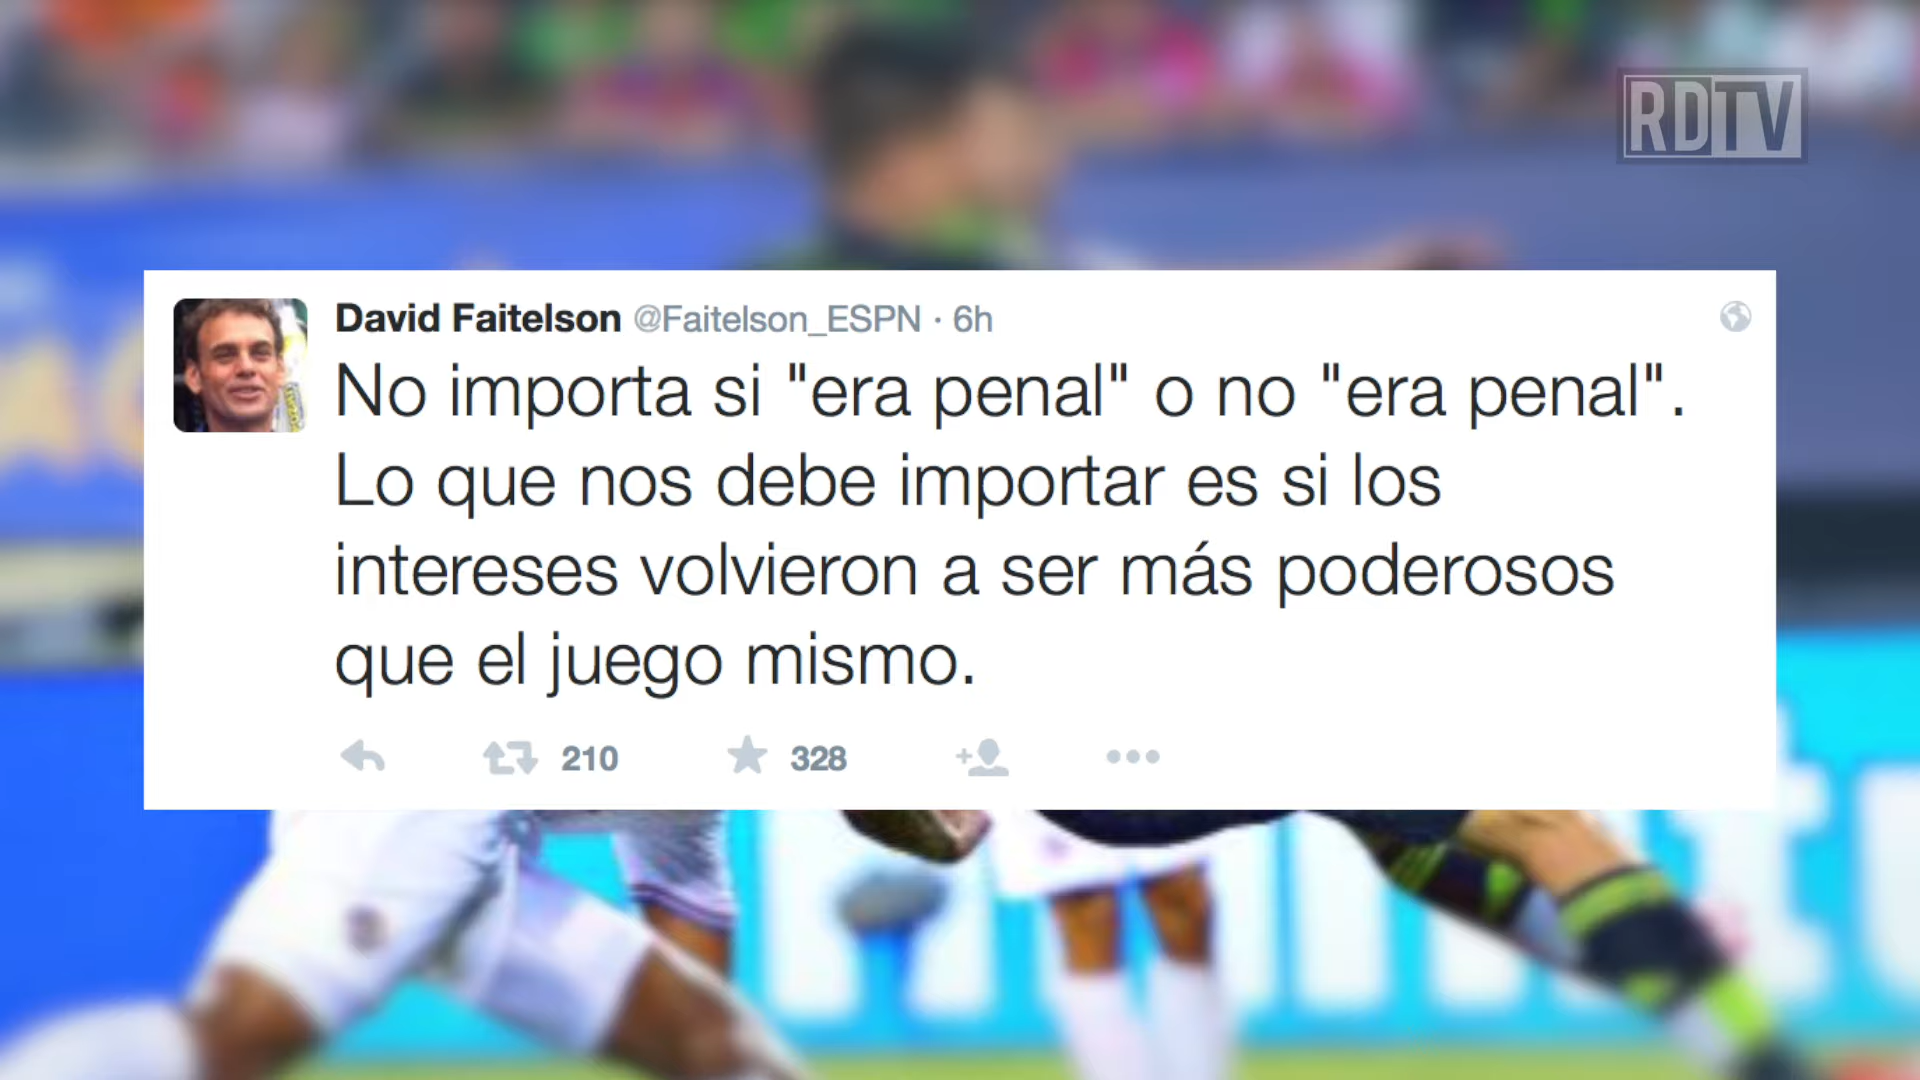 RDTV
David Faitelson @Faitelson_ESPN · 6h
No importa si "era penal" o no "era penal".
Lo que nos debe importar es si los
intereses volvieron a ser más poderosos
que el juego mismo.
210 328